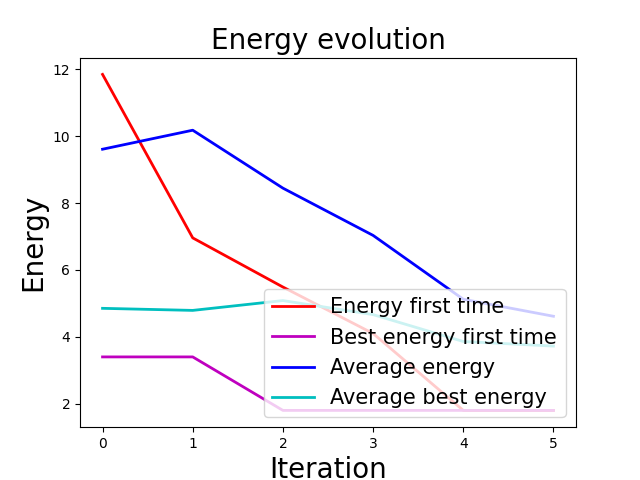 Energy evolution
12
10
8
6
4
2
Energy
Energy first time
Best energy first time
Average energy
Average best energy
0 1 2 3 4 5
Iteration